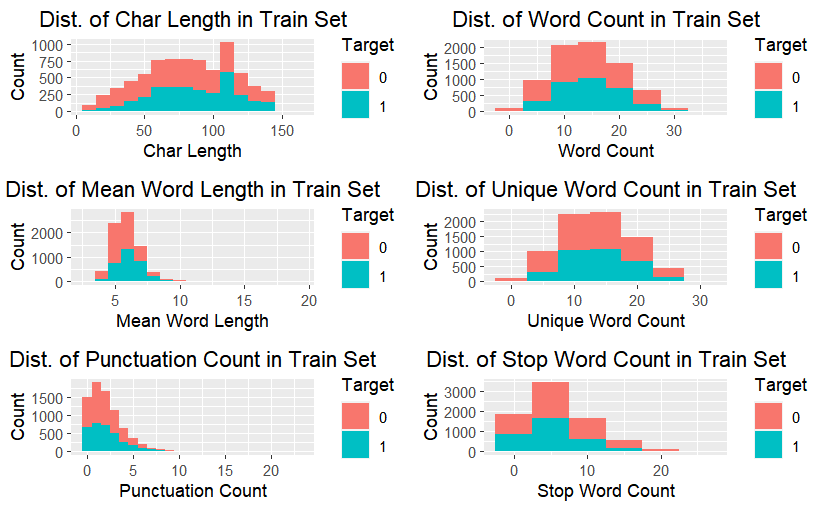 Dist. of Char Length in Train Set
Count
1000
750
500
250
0
0
50
100
150
Char Length
Target
0
1
Dist. of Word Count in Train Set
Count
2000
1500
1000
500
0
0
10
20
30
Word Count
Target
0
1
Dist. of Mean Word Length in Train Set
Count
2000
1000
0
5
10
15
20
Mean Word Length
Target
0
1
Dist. of Unique Word Count in Train Set
Count
2000
1500
1000
500
0
0
10
20
30
Unique Word Count
Target
0
1
Dist. of Punctuation Count in Train Set
Count
1500
1000
500
0
0
5
10
15
20
Punctuation Count
Target
0
1
Dist. of Stop Word Count in Train Set
Count
3000
2000
1000
0
0
10
20
Stop Word Count
Target
0
1